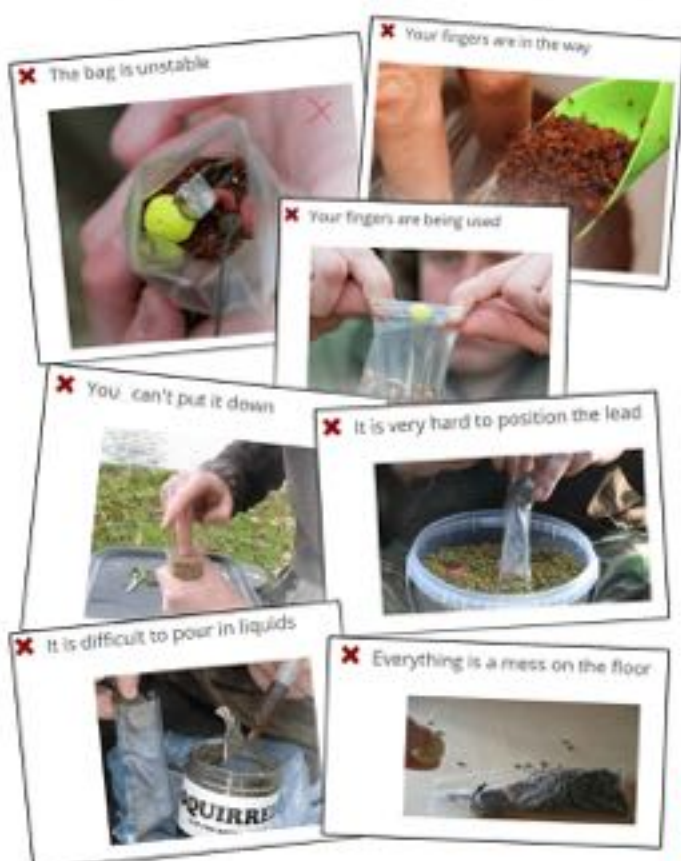 ✖ The bag is unstable
✖ Your fingers are in the way
✖ Your fingers are being used
✖ You can't put it down
✖ It is very hard to position the lead
✖ It is difficult to pour in liquids
SQUIRREL
✖ Everything is a mess on the floor